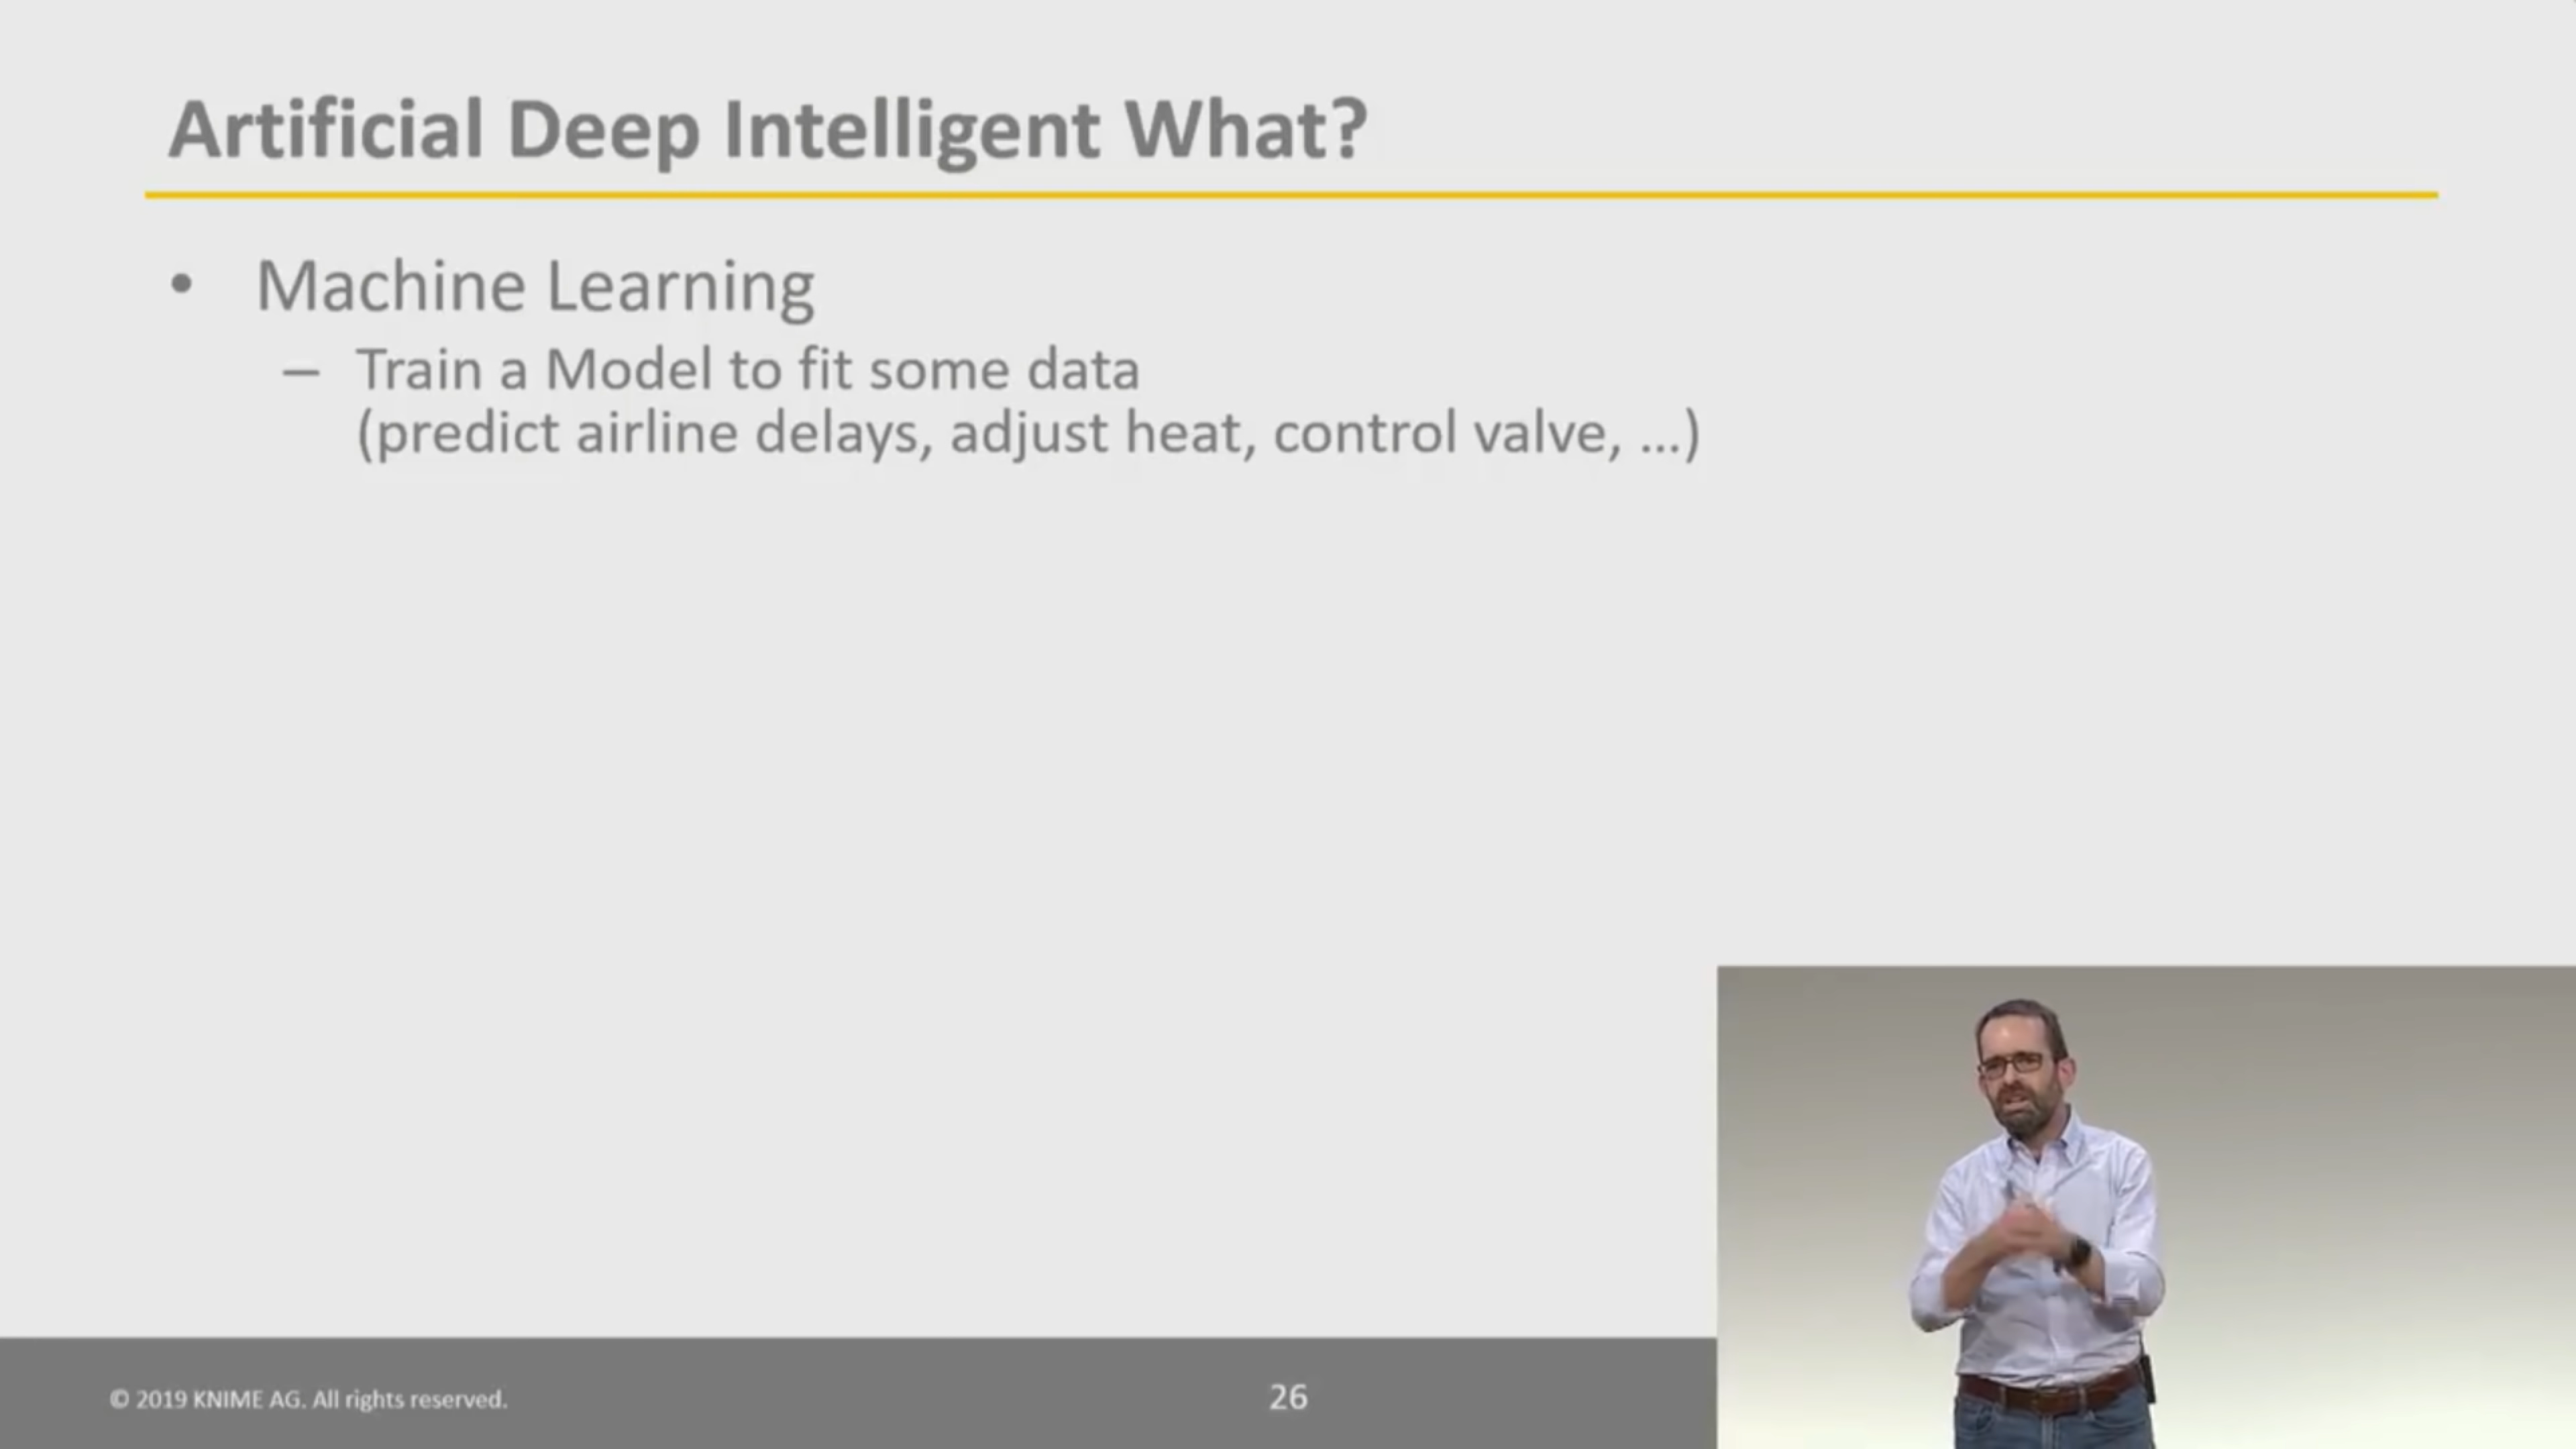 Artificial Deep Intelligent What?
• Machine Learning
– Train a Model to fit some data
(predict airline delays, adjust heat, control valve, ...)
© 2019 KNIME AG. All rights reserved.
26